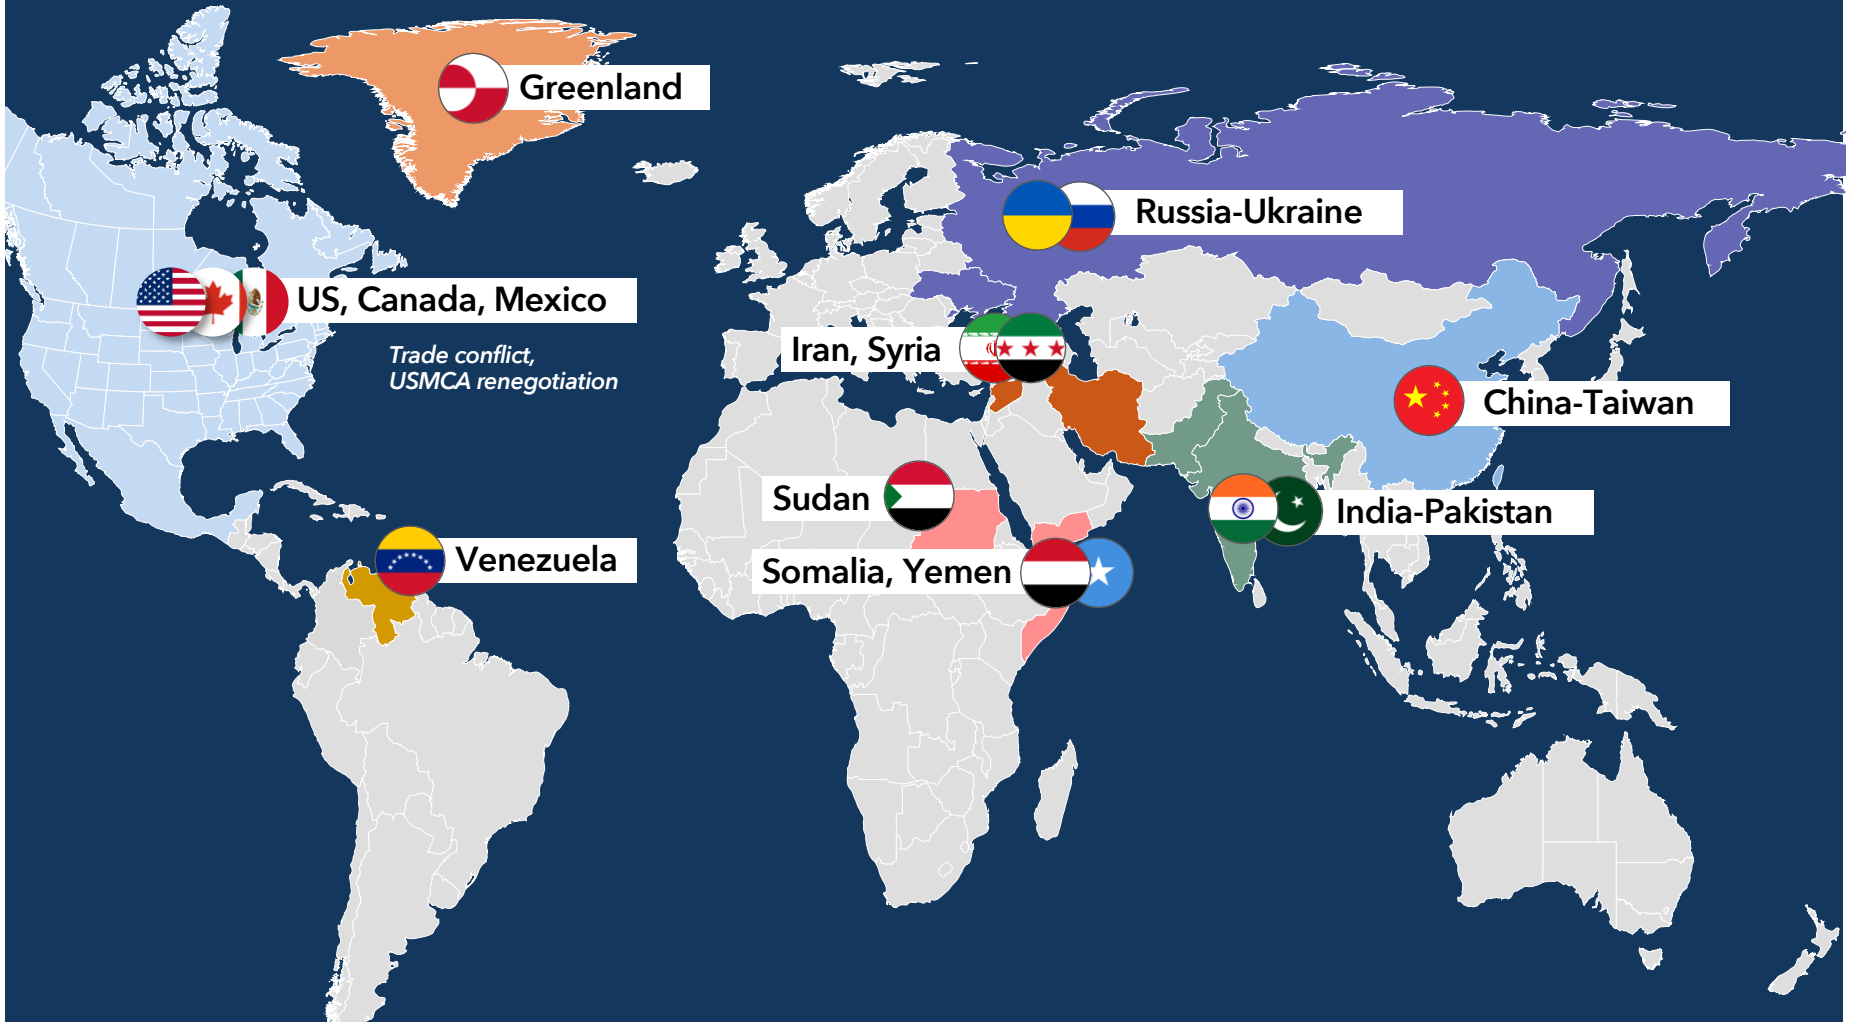 Greenland
Russia-Ukraine
US, Canada, Mexico
Trade conflict,
USMCA renegotiation
Iran, Syria
China-Taiwan
Sudan
India-Pakistan
Venezuela
Somalia, Yemen